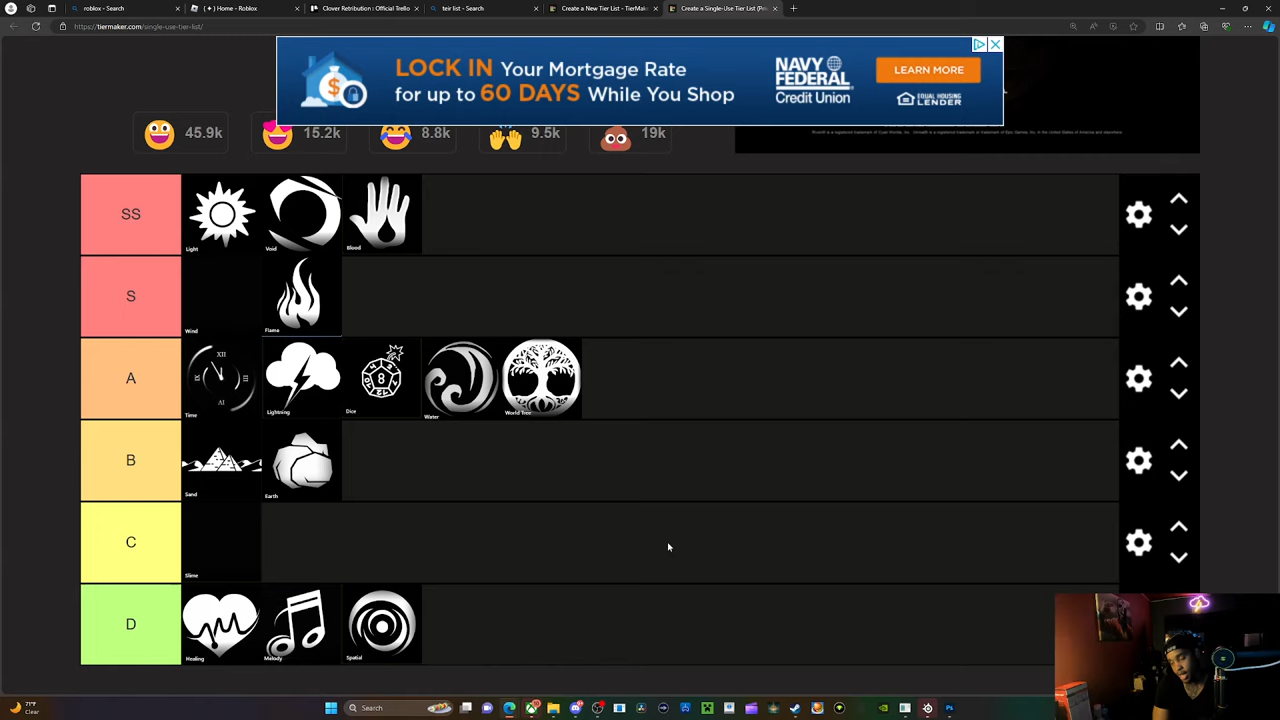 roblox - Search
{ + } Home - Roblox
Clover Retribution | Official Trello
teir list - Search
Create a New Tier List - TierMake
Create a Single-Use Tier List (Pe
https://tiermaker.com/single-use-tier-list/
LOCK IN Your Mortgage Rate
for up to 60 DAYS While You Shop
NAVY
FEDERAL
Credit Union
LEARN MORE
EQUAL HOUSING
LENDER
45.9k
15.2k
8.8k
9.5k
19k
SS
Light
Void
Blood
S
Wind
Flame
A
Time
Lightning
Dice
Water
World Tree
B
Sand
Earth
C
Slime
D
Healing
Melody
Spatial
71°F
Clear
Search